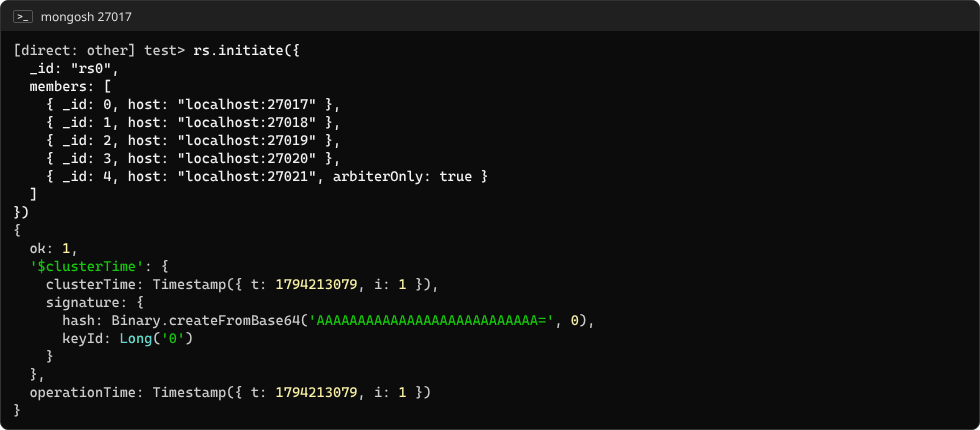 >_ mongosh 27017
[direct: other] test> rs.initiate({
  _id: "rs0",
  members: [
    { _id: 0, host: "localhost:27017" },
    { _id: 1, host: "localhost:27018" },
    { _id: 2, host: "localhost:27019" },
    { _id: 3, host: "localhost:27020" },
    { _id: 4, host: "localhost:27021", arbiterOnly: true }
  ]
})
{
  ok: 1,
  '$clusterTime': {
    clusterTime: Timestamp({ t: 1794213079, i: 1 }),
    signature: {
      hash: Binary.createFromBase64('AAAAAAAAAAAAAAAAAAAAAAAAAAA=', 0),
      keyId: Long('0')
    }
  },
  operationTime: Timestamp({ t: 1794213079, i: 1 })
}